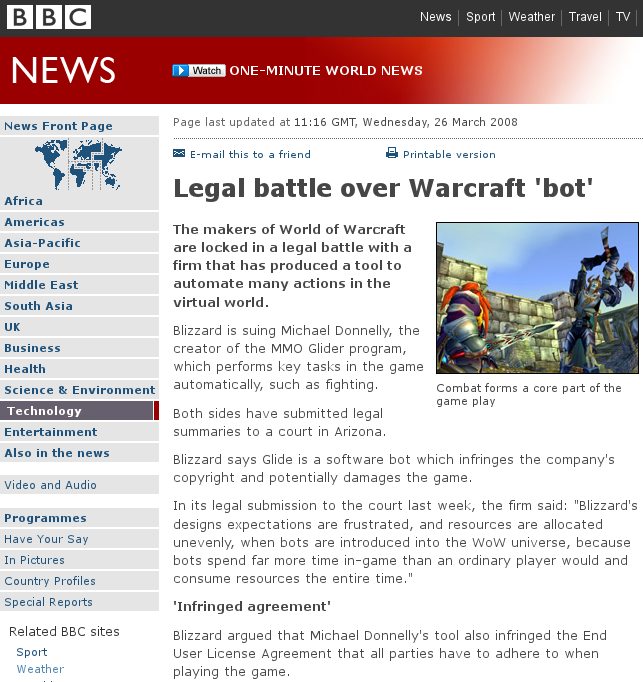 BBC
News Sport Weather Travel TV
NEWS
Watch ONE-MINUTE WORLD NEWS
News Front Page
Africa
Americas
Asia-Pacific
Europe
Middle East
South Asia
UK
Business
Health
Science & Environment
Technology
Entertainment
Also in the news
Video and Audio
Programmes
Have Your Say
In Pictures
Country Profiles
Special Reports
Related BBC sites
Sport
Weather
Page last updated at 11:16 GMT, Wednesday, 26 March 2008
E-mail this to a friend Printable version
Legal battle over Warcraft 'bot'
The makers of World of Warcraft
are locked in a legal battle with a
firm that has produced a tool to
automate many actions in the
virtual world.
Blizzard is suing Michael Donnelly, the
creator of the MMO Glider program,
which performs key tasks in the game
automatically, such as fighting.
Both sides have submitted legal
summaries to a court in Arizona.
Combat forms a core part of the
game play
Blizzard says Glide is a software bot which infringes the company's
copyright and potentially damages the game.
In its legal submission to the court last week, the firm said: "Blizzard's
designs expectations are frustrated, and resources are allocated
unevenly, when bots are introduced into the WoW universe, because
bots spend far more time in-game than an ordinary player would and
consume resources the entire time."
'Infringed agreement'
Blizzard argued that Michael Donnelly's tool also infringed the End
User License Agreement that all parties have to adhere to when
playing the game.